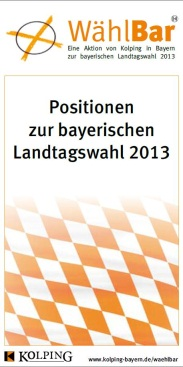 WählBar
Eine Aktion von Kolping in Bayern
zur bayerischen Landtagswahl 2013
Positionen
zur bayerischen
Landtagswahl 2013
KOLPING
www.kolping-bayern.de/waehlbar